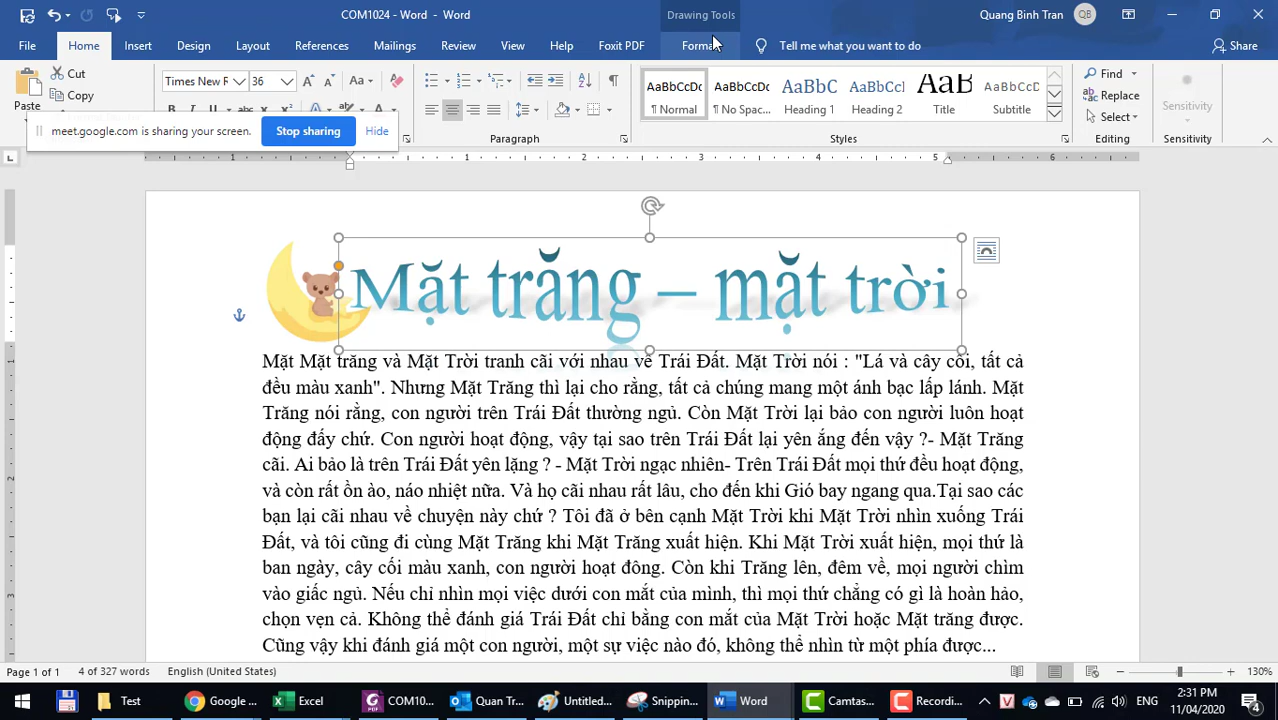 COM1024 - Word - Word
Drawing Tools
Quang Binh Tran
QB
File Home Insert Design Layout References Mailings Review View Help Foxit PDF Format Tell me what you want to do Share
Cut
Copy
Paste
Times New R 36 Aa
AaBbCcDc AaBbCcDc AaBbC AaBbCcl AaB AaBbCcD
¶ Normal ¶ No Spac... Heading 1 Heading 2 Title Subtitle
Find
Replace
Select
Sensitivity
meet.google.com is sharing your screen. Stop sharing Hide
Paragraph Styles Editing Sensitivity
1 1 2 3 4 5
Mặt trăng – mặt trời
Mặt Mặt trăng và Mặt Trời tranh cãi với nhau về Trái Đất. Mặt Trời nói : "Lá và cây cối, tất cả
đều màu xanh". Nhưng Mặt Trăng thì lại cho rằng, tất cả chúng mang một ánh bạc lấp lánh. Mặt
Trăng nói rằng, con người trên Trái Đất thường ngủ. Còn Mặt Trời lại bảo con người luôn hoạt
động đấy chứ. Con người hoạt động, vậy tại sao trên Trái Đất lại yên ắng đến vậy ?- Mặt Trăng
cãi. Ai bảo là trên Trái Đất yên lặng ? - Mặt Trời ngạc nhiên- Trên Trái Đất mọi thứ đều hoạt động,
và còn rất ồn ào, náo nhiệt nữa. Và họ cãi nhau rất lâu, cho đến khi Gió bay ngang qua.Tại sao các
bạn lại cãi nhau về chuyện này chứ ? Tôi đã ở bên cạnh Mặt Trời khi Mặt Trời nhìn xuống Trái
Đất, và tôi cũng đi cùng Mặt Trăng khi Mặt Trăng xuất hiện. Khi Mặt Trời xuất hiện, mọi thứ là
ban ngày, cây cối màu xanh, con người hoạt đông. Còn khi Trăng lên, đêm về, mọi người chìm
vào giấc ngủ. Nếu chỉ nhìn mọi việc dưới con mắt của mình, thì mọi thứ chẳng có gì là hoàn hảo,
chọn vẹn cả. Không thể đánh giá Trái Đất chỉ bằng con mắt của Mặt Trời hoặc Mặt trăng được.
Cũng vậy khi đánh giá một con người, một sự việc nào đó, không thể nhìn từ một phía được...
1
2
3
Page 1 of 1 4 of 327 words English (United States) 130%
Test Google ... Excel COM10... Quan Tr... Untitled... Snippin... Word Camtas... Recordi... ENG 2:31 PM
11/04/2020
4